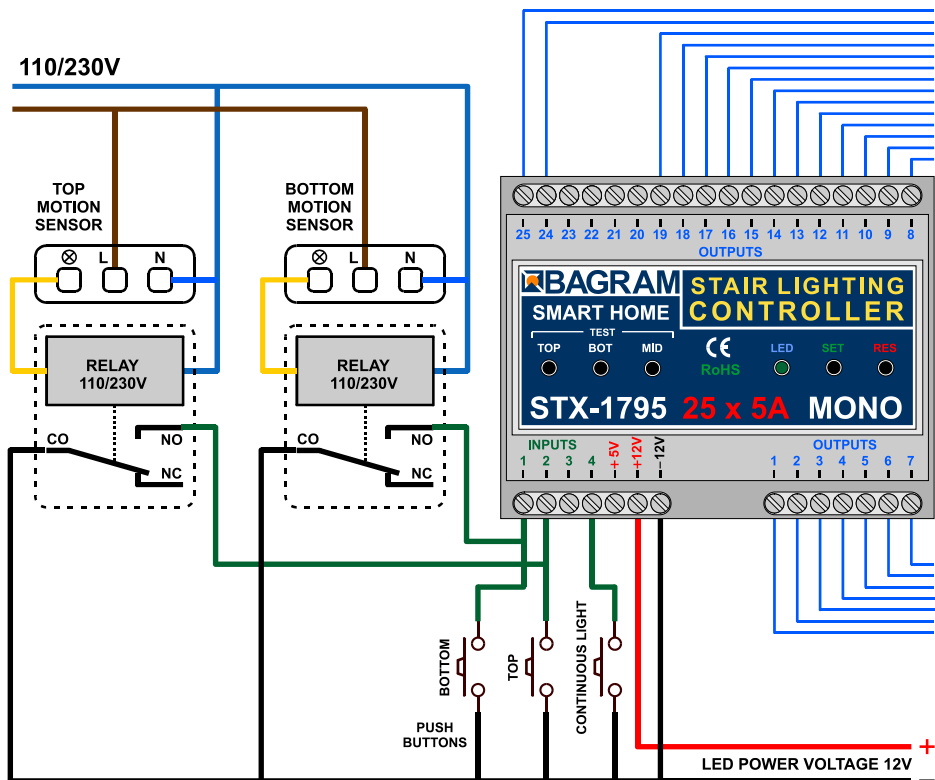 110/230V
TOP
MOTION
SENSOR
BOTTOM
MOTION
SENSOR
L N
L N
RELAY
110/230V
RELAY
110/230V
CO
NO
NC
CO
NO
NC
25 24 23 22 21 20 19 18 17 16 15 14 13 12 11 10 9 8
OUTPUTS
BAGRAM
SMART HOME
STAIR LIGHTING
CONTROLLER
TEST
TOP BOT MID
CE
RoHS
LED SET RES
STX-1795 25 x 5A MONO
INPUTS
1 2 3 4 +5V +12V –12V
OUTPUTS
1 2 3 4 5 6 7
BOTTOM
TOP
CONTINUOUS LIGHT
PUSH
BUTTONS
+
LED POWER VOLTAGE 12V
–